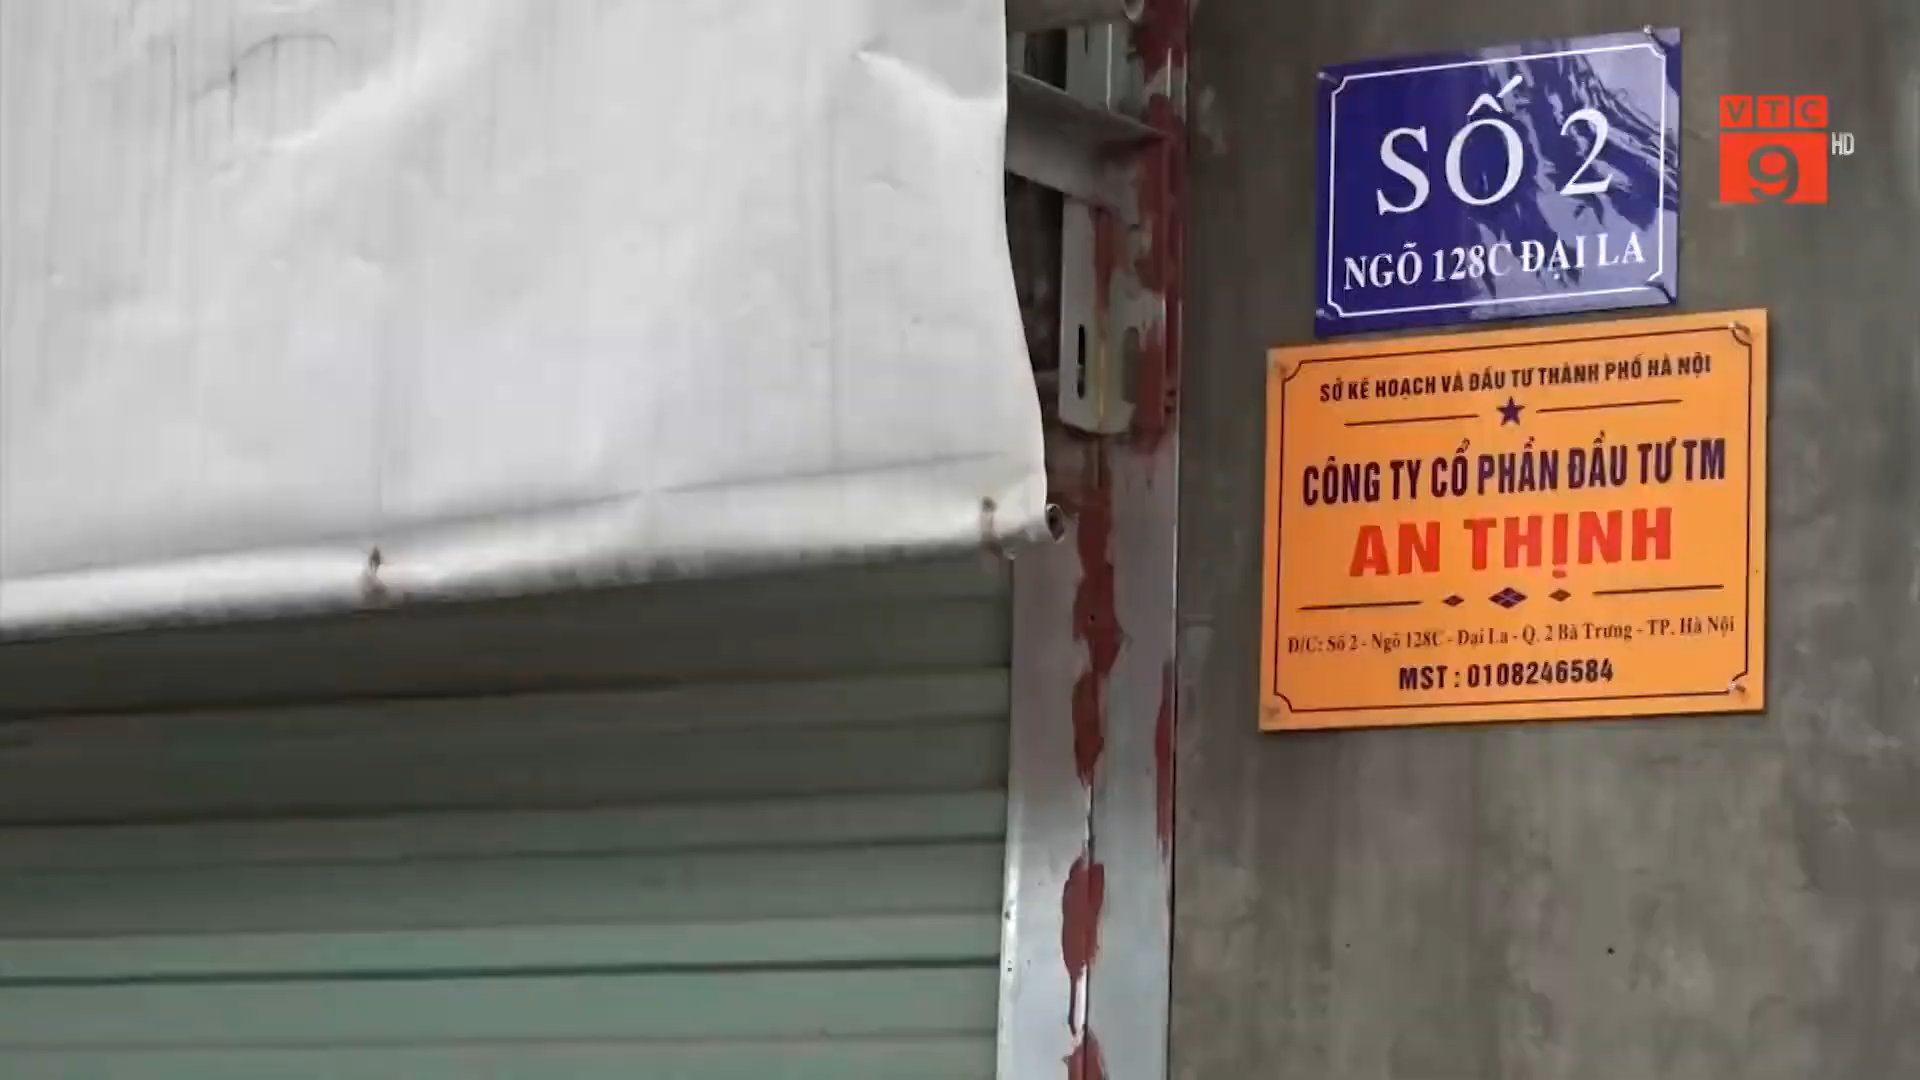 SỐ 2
NGÕ 128C ĐẠI LA
VTC
9
HD
SỞ KẾ HOẠCH VÀ ĐẦU TƯ THÀNH PHỐ HÀ NỘI
CÔNG TY CỔ PHẦN ĐẦU TƯ TM
AN THỊNH
Đ/C: Số 2 - Ngõ 128C - Đại La - Q. 2 Bà Trưng - TP. Hà Nội
MST : 0108246584